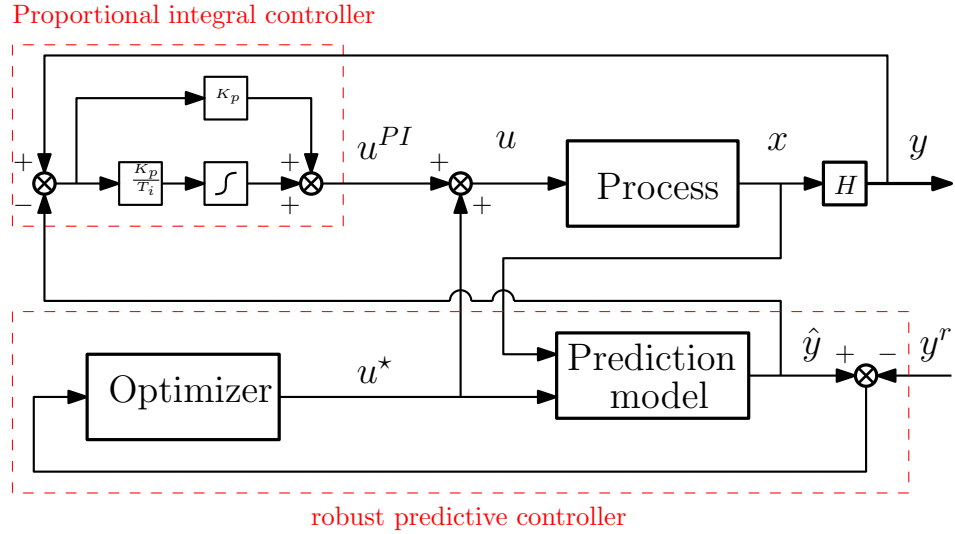 Proportional integral controller
K_p
+
−
K_p/T_i
∫
+
+
u^{PI}
+
+
u
Process
x
H
y
Optimizer
u^⋆
Prediction
model
ŷ
+
−
y^r
robust predictive controller